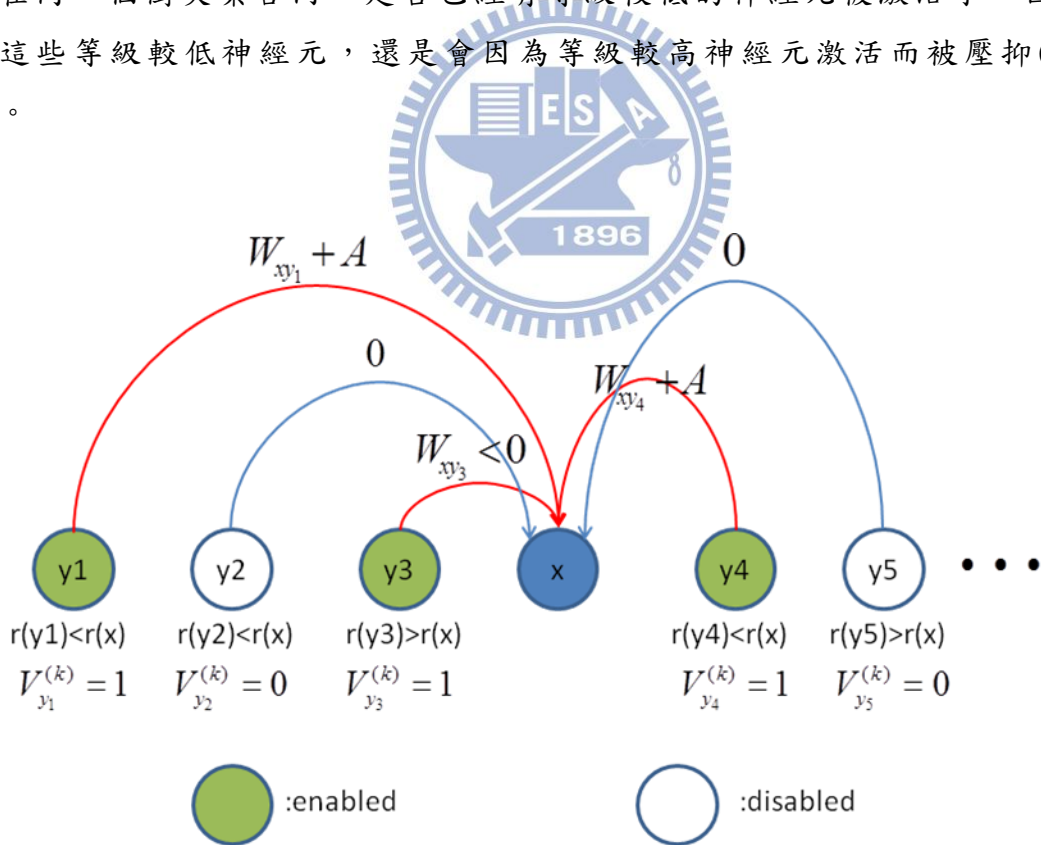 這些等級較低神經元,還是會因為等級較高神經元激活而被壓抑(
。
E S A
1896
W_{xy_1} + A
0
0
W_{xy_4} + A
W_{xy_3} < 0
y1 y2 y3 x y4 y5 • • •
r(y1)<r(x) r(y2)<r(x) r(y3)>r(x) r(y4)<r(x) r(y5)>r(x)
V_{y_1}^{(k)} = 1 V_{y_2}^{(k)} = 0 V_{y_3}^{(k)} = 1 V_{y_4}^{(k)} = 1 V_{y_5}^{(k)} = 0
:enabled :disabled